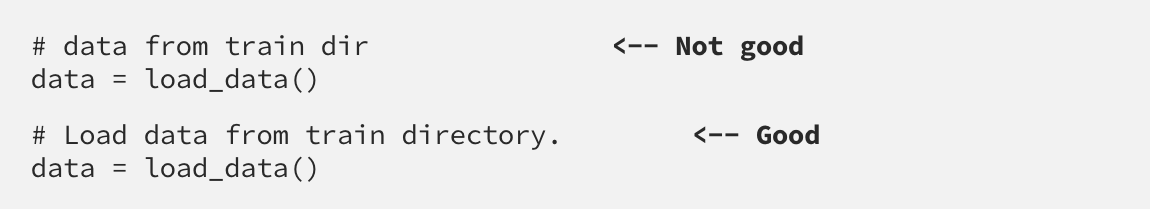 # data from train dir <-- Not good
data = load_data()
# Load data from train directory. <-- Good
data = load_data()